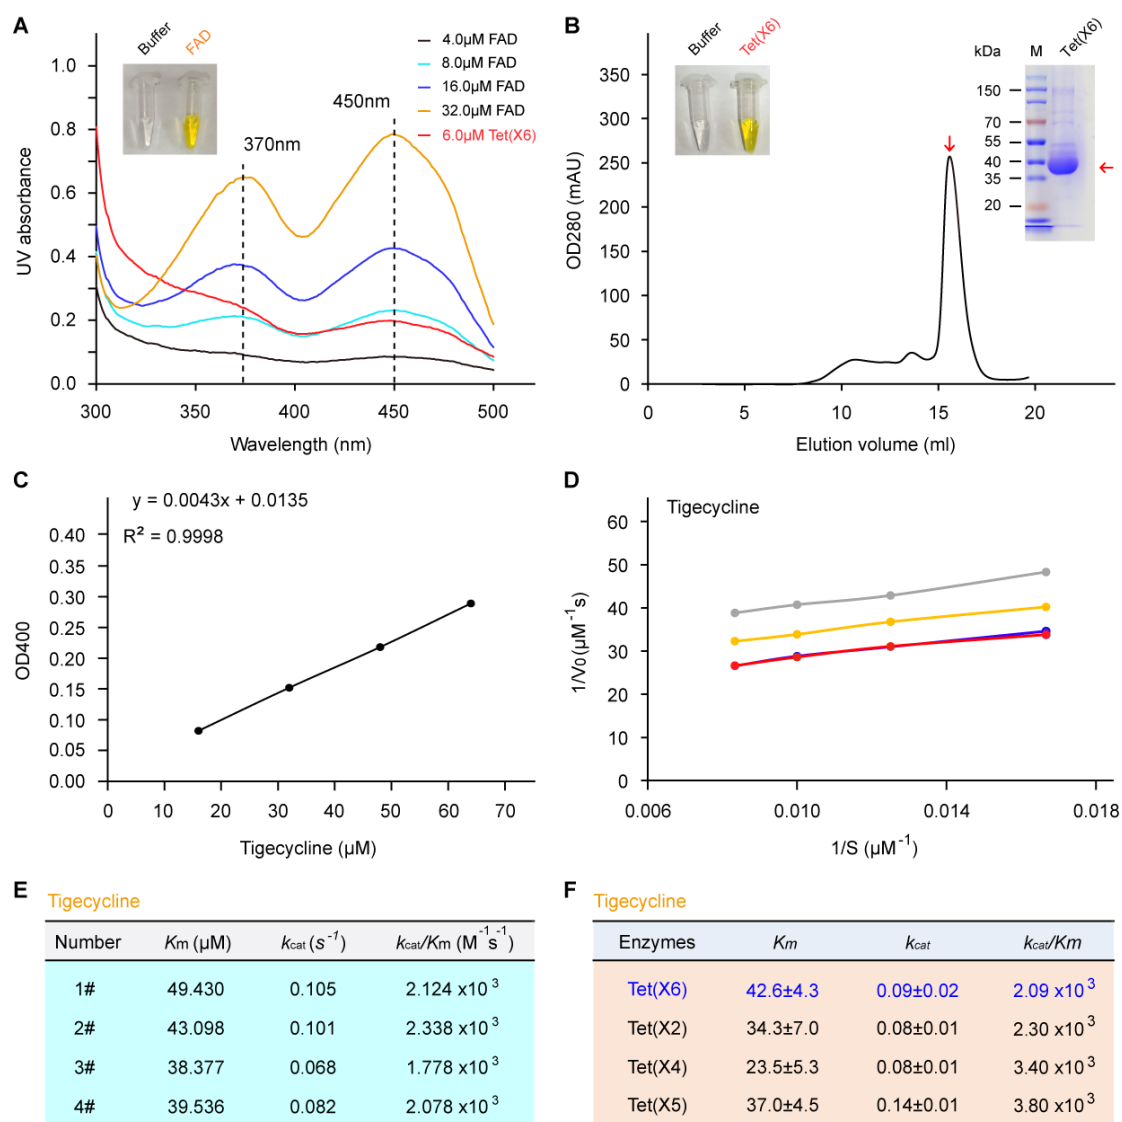 A
Buffer
FAD
4.0μM FAD
8.0μM FAD
16.0μM FAD
32.0μM FAD
6.0μM Tet(X6)
450nm
370nm
1.0
0.8
0.6
0.4
0.2
0.0
UV absorbance
300 350 400 450 500
Wavelength (nm)
B
Buffer
Tet(X6)
kDa M Tet(X6)
150
70
55
40
35
20
350
300
250
200
150
100
50
0
OD280 (mAU)
0 5 10 15 20
Elution volume (ml)
C
y = 0.0043x + 0.0135
R² = 0.9998
0.40
0.35
0.30
0.25
0.20
0.15
0.10
0.05
0.00
OD400
0 10 20 30 40 50 60 70
Tigecycline (μM)
D
Tigecycline
60
50
40
30
20
10
0
1/V₀(μM⁻¹s)
0.006 0.010 0.014 0.018
1/S (μM⁻¹)
E
Tigecycline
Number Km (μM) kcat (s⁻¹) kcat/Km (M⁻¹s⁻¹)
1# 49.430 0.105 2.124 x10³
2# 43.098 0.101 2.338 x10³
3# 38.377 0.068 1.778 x10³
4# 39.536 0.082 2.078 x10³
F
Tigecycline
Enzymes Km kcat kcat/Km
Tet(X6) 42.6±4.3 0.09±0.02 2.09 x10³
Tet(X2) 34.3±7.0 0.08±0.01 2.30 x10³
Tet(X4) 23.5±5.3 0.08±0.01 3.40 x10³
Tet(X5) 37.0±4.5 0.14±0.01 3.80 x10³